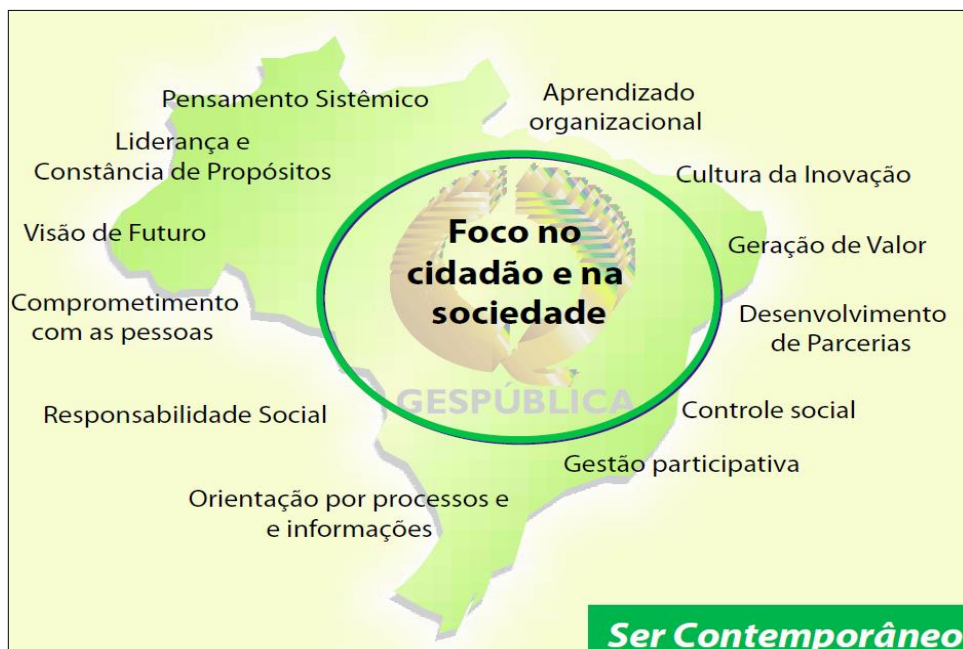 Pensamento Sistêmico
Aprendizado
organizacional
Liderança e
Constância de Propósitos
Cultura da Inovação
Visão de Futuro
Foco no
cidadão e na
sociedade
Geração de Valor
Comprometimento
com as pessoas
Desenvolvimento
de Parcerias
GESPÚBLICA
Responsabilidade Social
Controle social
Gestão participativa
Orientação por processos e
e informações
Ser Contemporâneo